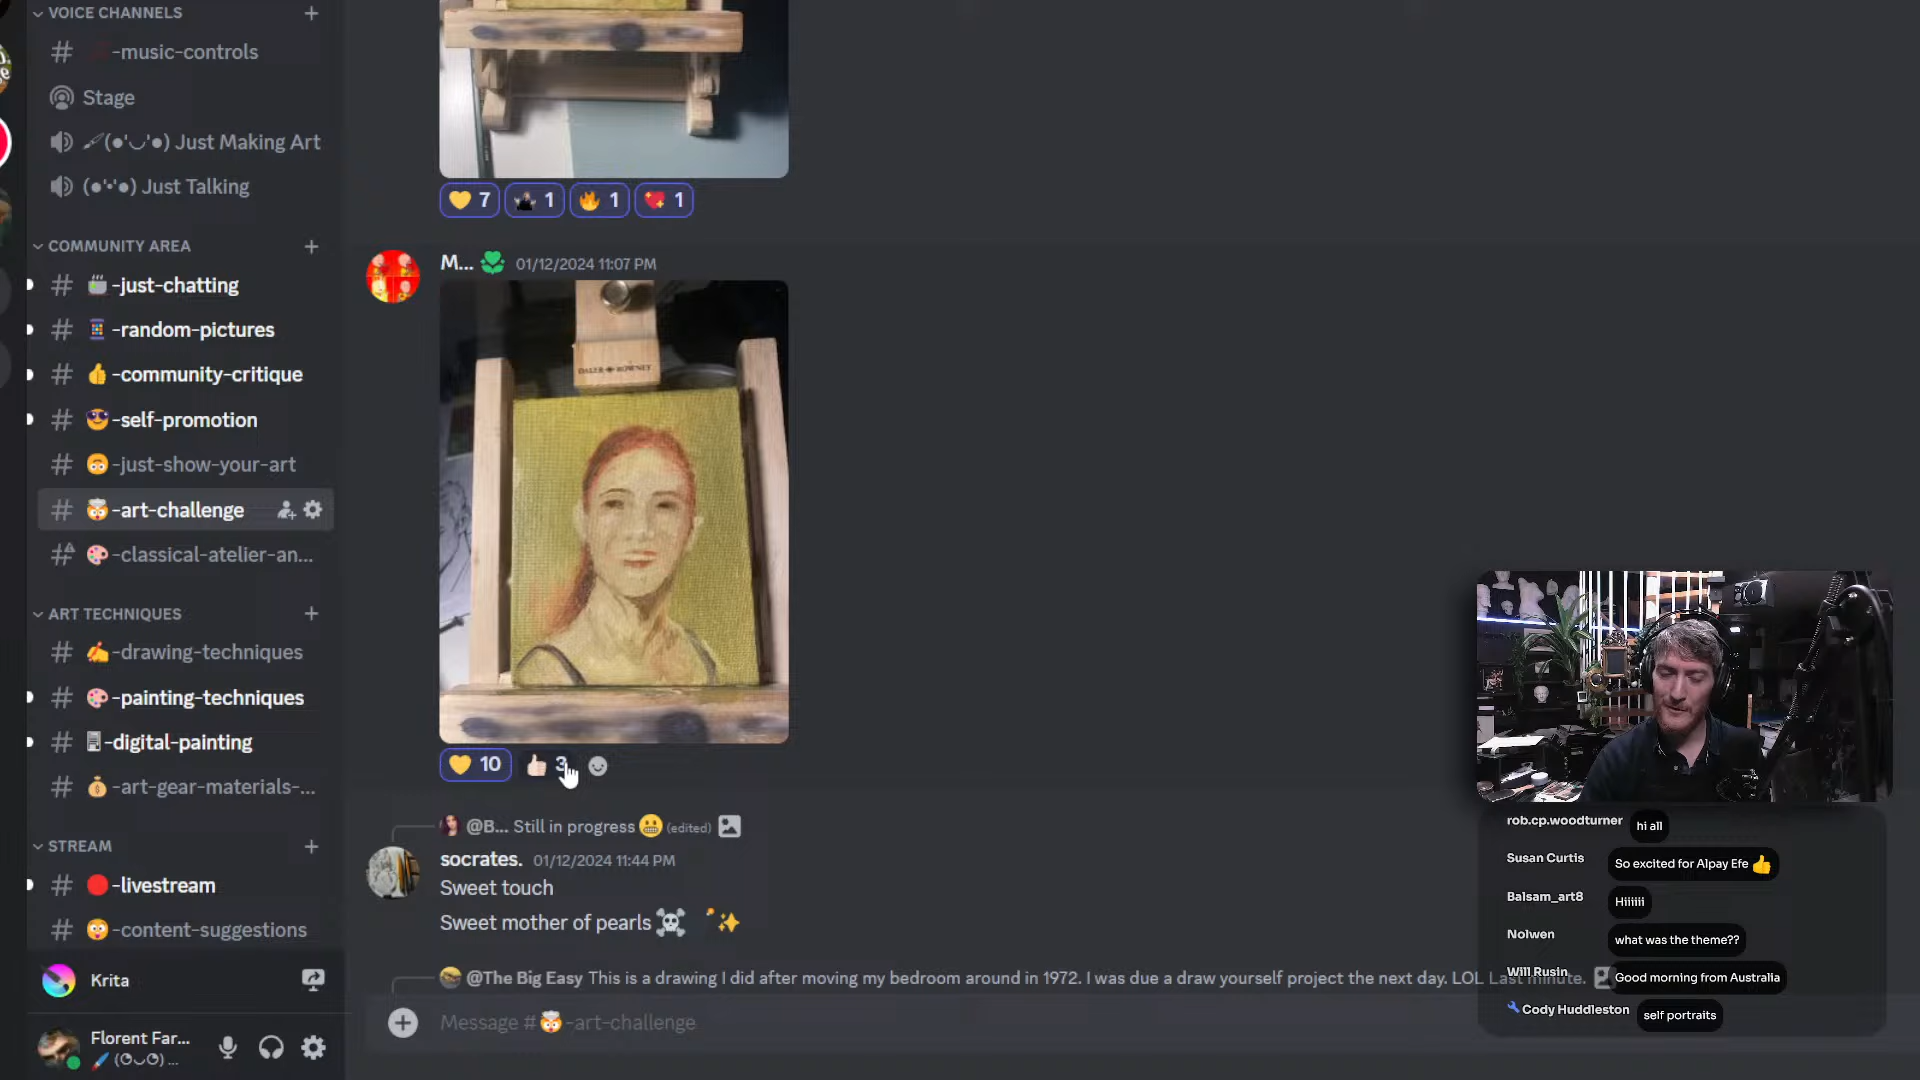 VOICE CHANNELS
-music-controls
Stage
🖌(●'◡'●) Just Making Art
(●'•'●) Just Talking
COMMUNITY AREA
-just-chatting
-random-pictures
-community-critique
-self-promotion
-just-show-your-art
-art-challenge
-classical-atelier-an...
ART TECHNIQUES
-drawing-techniques
-painting-techniques
-digital-painting
-art-gear-materials-...
STREAM
-livestream
-content-suggestions
Krita
Florent Far...
7 1 1 1
M... 01/12/2024 11:07 PM
DALER ROWNEY
10 3
@B... Still in progress 😬 (edited)
socrates. 01/12/2024 11:44 PM
Sweet touch
Sweet mother of pearls ☠ ✨
@The Big Easy This is a drawing I did after moving my bedroom around in 1972. I was due a draw yourself project the next day. LOL Last minute.
Message # 🤯-art-challenge
rob.cp.woodturner hi all
Susan Curtis So excited for Alpay Efe 👍
Balsam_art8 Hiiiiii
Nolwen what was the theme??
Will Rusin Good morning from Australia
Cody Huddleston self portraits